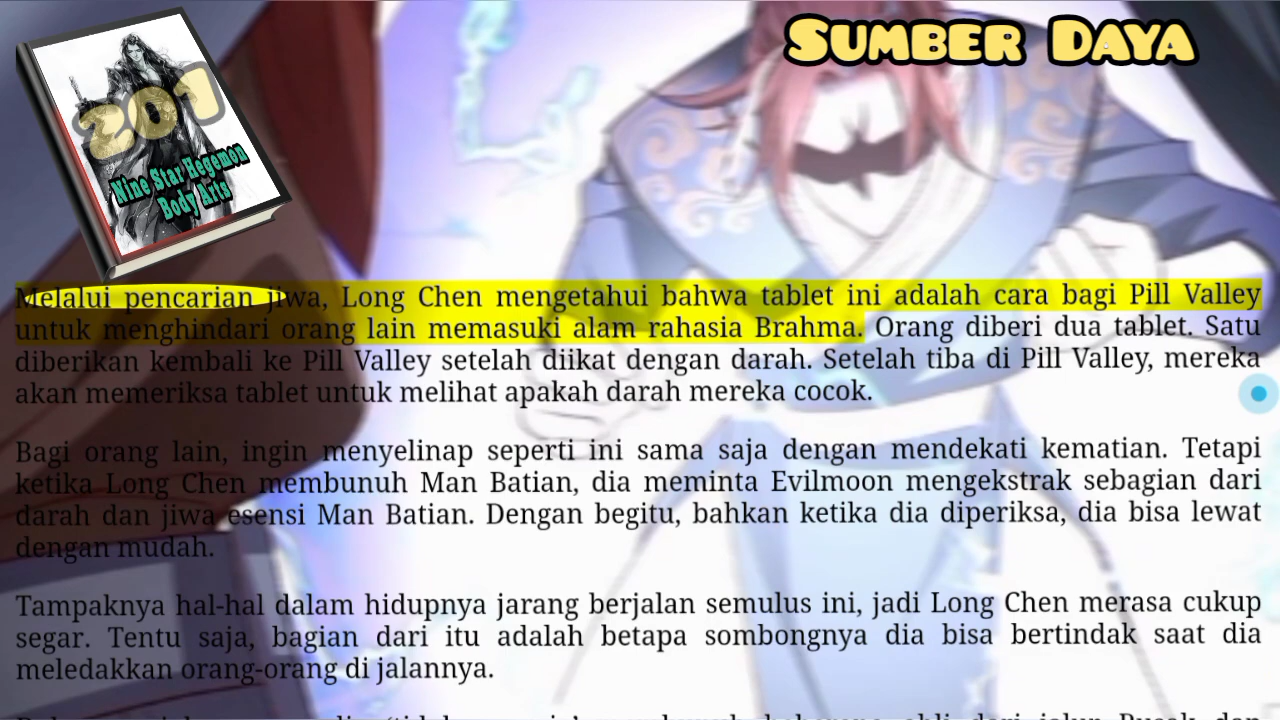 SUMBER DAYA
201
Nine Star Hegemon
Body Arts
Melalui pencarian jiwa, Long Chen mengetahui bahwa tablet ini adalah cara bagi Pill Valley
untuk menghindari orang lain memasuki alam rahasia Brahma. Orang diberi dua tablet. Satu
diberikan kembali ke Pill Valley setelah diikat dengan darah. Setelah tiba di Pill Valley, mereka
akan memeriksa tablet untuk melihat apakah darah mereka cocok.
Bagi orang lain, ingin menyelinap seperti ini sama saja dengan mendekati kematian. Tetapi
ketika Long Chen membunuh Man Batian, dia meminta Evilmoon mengekstrak sebagian dari
darah dan jiwa esensi Man Batian. Dengan begitu, bahkan ketika dia diperiksa, dia bisa lewat
dengan mudah.
Tampaknya hal-hal dalam hidupnya jarang berjalan semulus ini, jadi Long Chen merasa cukup
segar. Tentu saja, bagian dari itu adalah betapa sombongnya dia bisa bertindak saat dia
meledakkan orang-orang di jalannya.